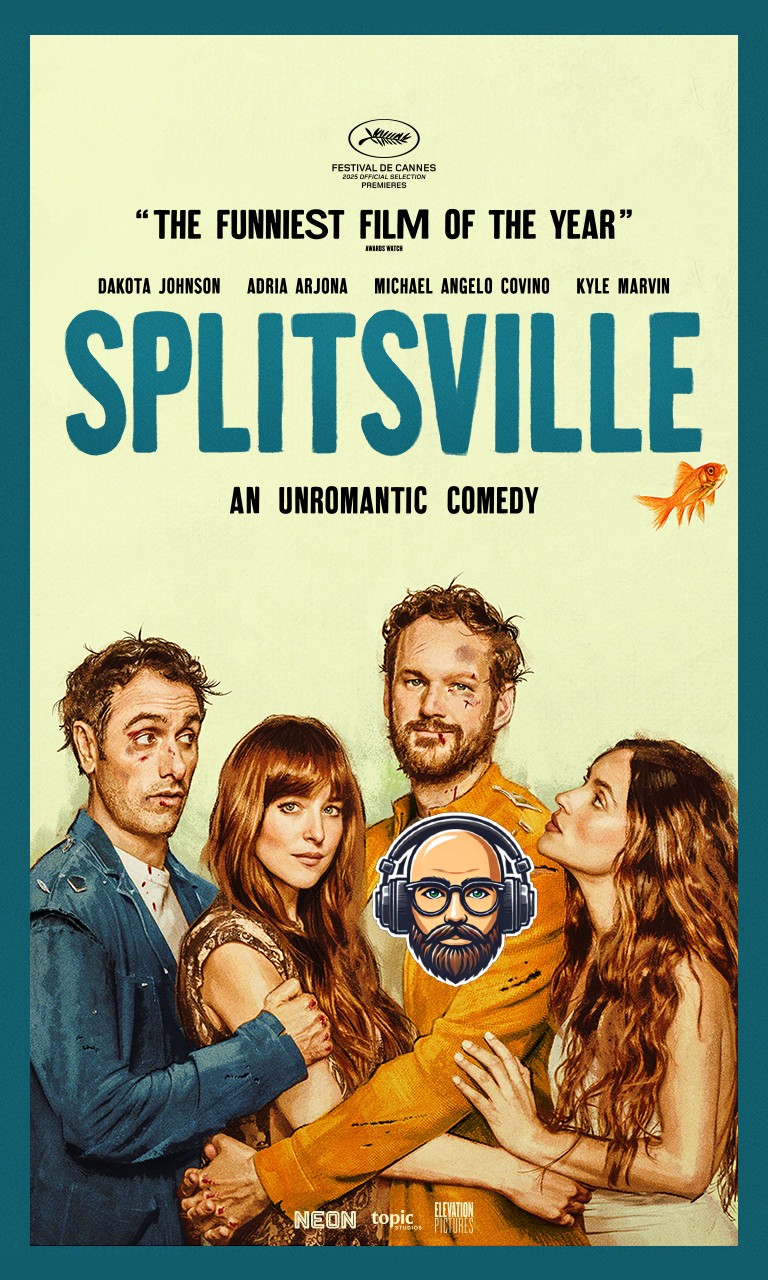 FESTIVAL DE CANNES
2025 OFFICIAL SELECTION
PREMIERES
“THE FUNNIEST FILM OF THE YEAR”
AWARDS WATCH
DAKOTA JOHNSON ADRIA ARJONA MICHAEL ANGELO COVINO KYLE MARVIN
SPLITSVILLE
AN UNROMANTIC COMEDY
NEON topic STUDIOS ELEVATION PICTURES